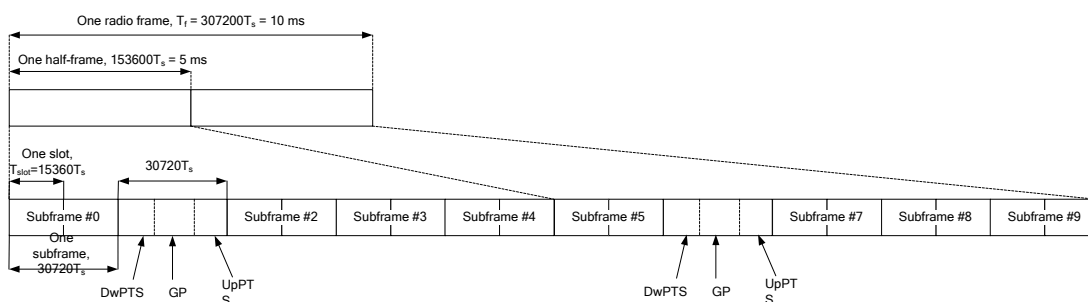 One radio frame, Tf = 307200Ts = 10 ms
One half-frame, 153600Ts = 5 ms
One slot,
Tslot=15360Ts
30720Ts
Subframe #0
Subframe #2
Subframe #3
Subframe #4
Subframe #5
Subframe #7
Subframe #8
Subframe #9
One
subframe,
30720Ts
DwPTS
GP
UpPT
S
DwPTS
GP
UpPT
S